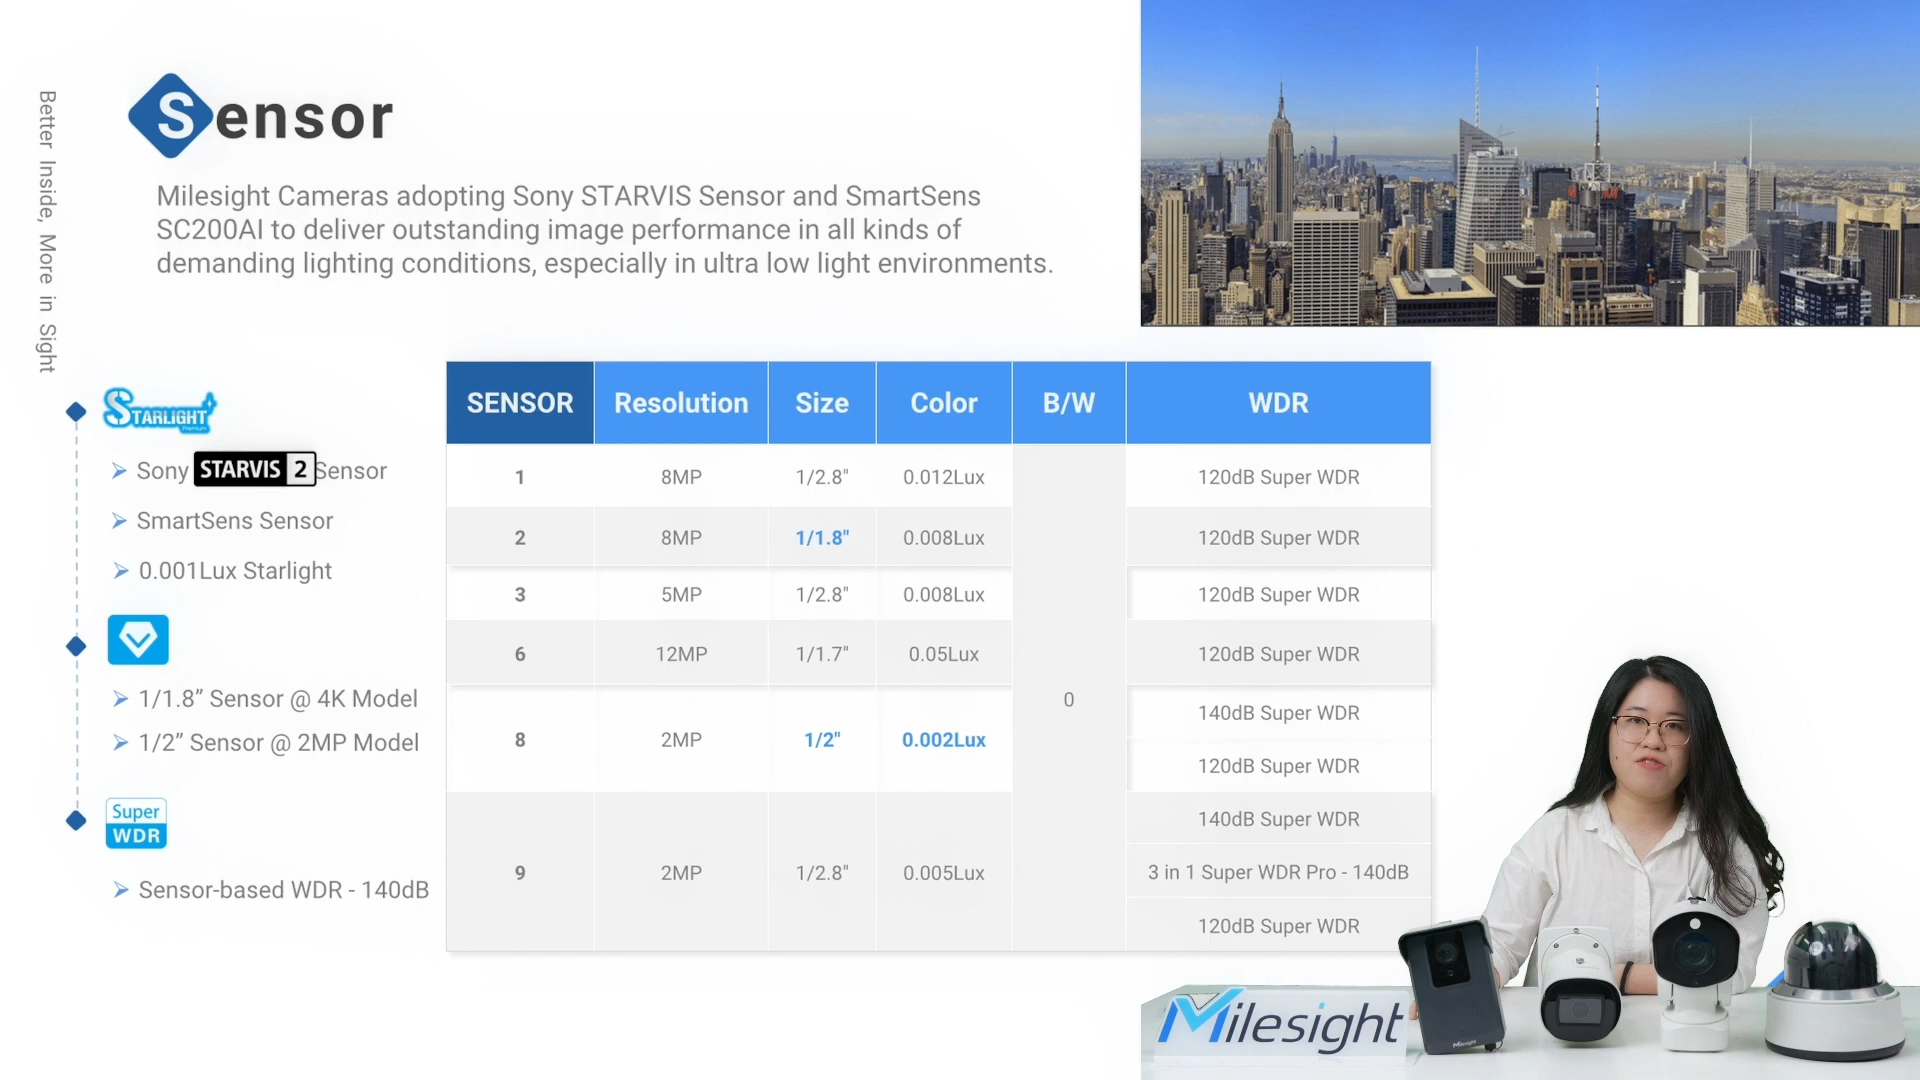 Better Inside, More in Sight
Sensor
Milesight Cameras adopting Sony STARVIS Sensor and SmartSens
SC200AI to deliver outstanding image performance in all kinds of
demanding lighting conditions, especially in ultra low light environments.
STARLIGHT+
Premium
Sony STARVIS 2 Sensor
SmartSens Sensor
0.001Lux Starlight
1/1.8” Sensor @ 4K Model
1/2” Sensor @ 2MP Model
Super
WDR
Sensor-based WDR - 140dB
SENSOR Resolution Size Color B/W WDR
1 8MP 1/2.8" 0.012Lux 120dB Super WDR
2 8MP 1/1.8" 0.008Lux 120dB Super WDR
3 5MP 1/2.8" 0.008Lux 120dB Super WDR
6 12MP 1/1.7" 0.05Lux 120dB Super WDR
0
140dB Super WDR
8 2MP 1/2" 0.002Lux
120dB Super WDR
140dB Super WDR
9 2MP 1/2.8" 0.005Lux 3 in 1 Super WDR Pro - 140dB
120dB Super WDR
Milesight
Milesight